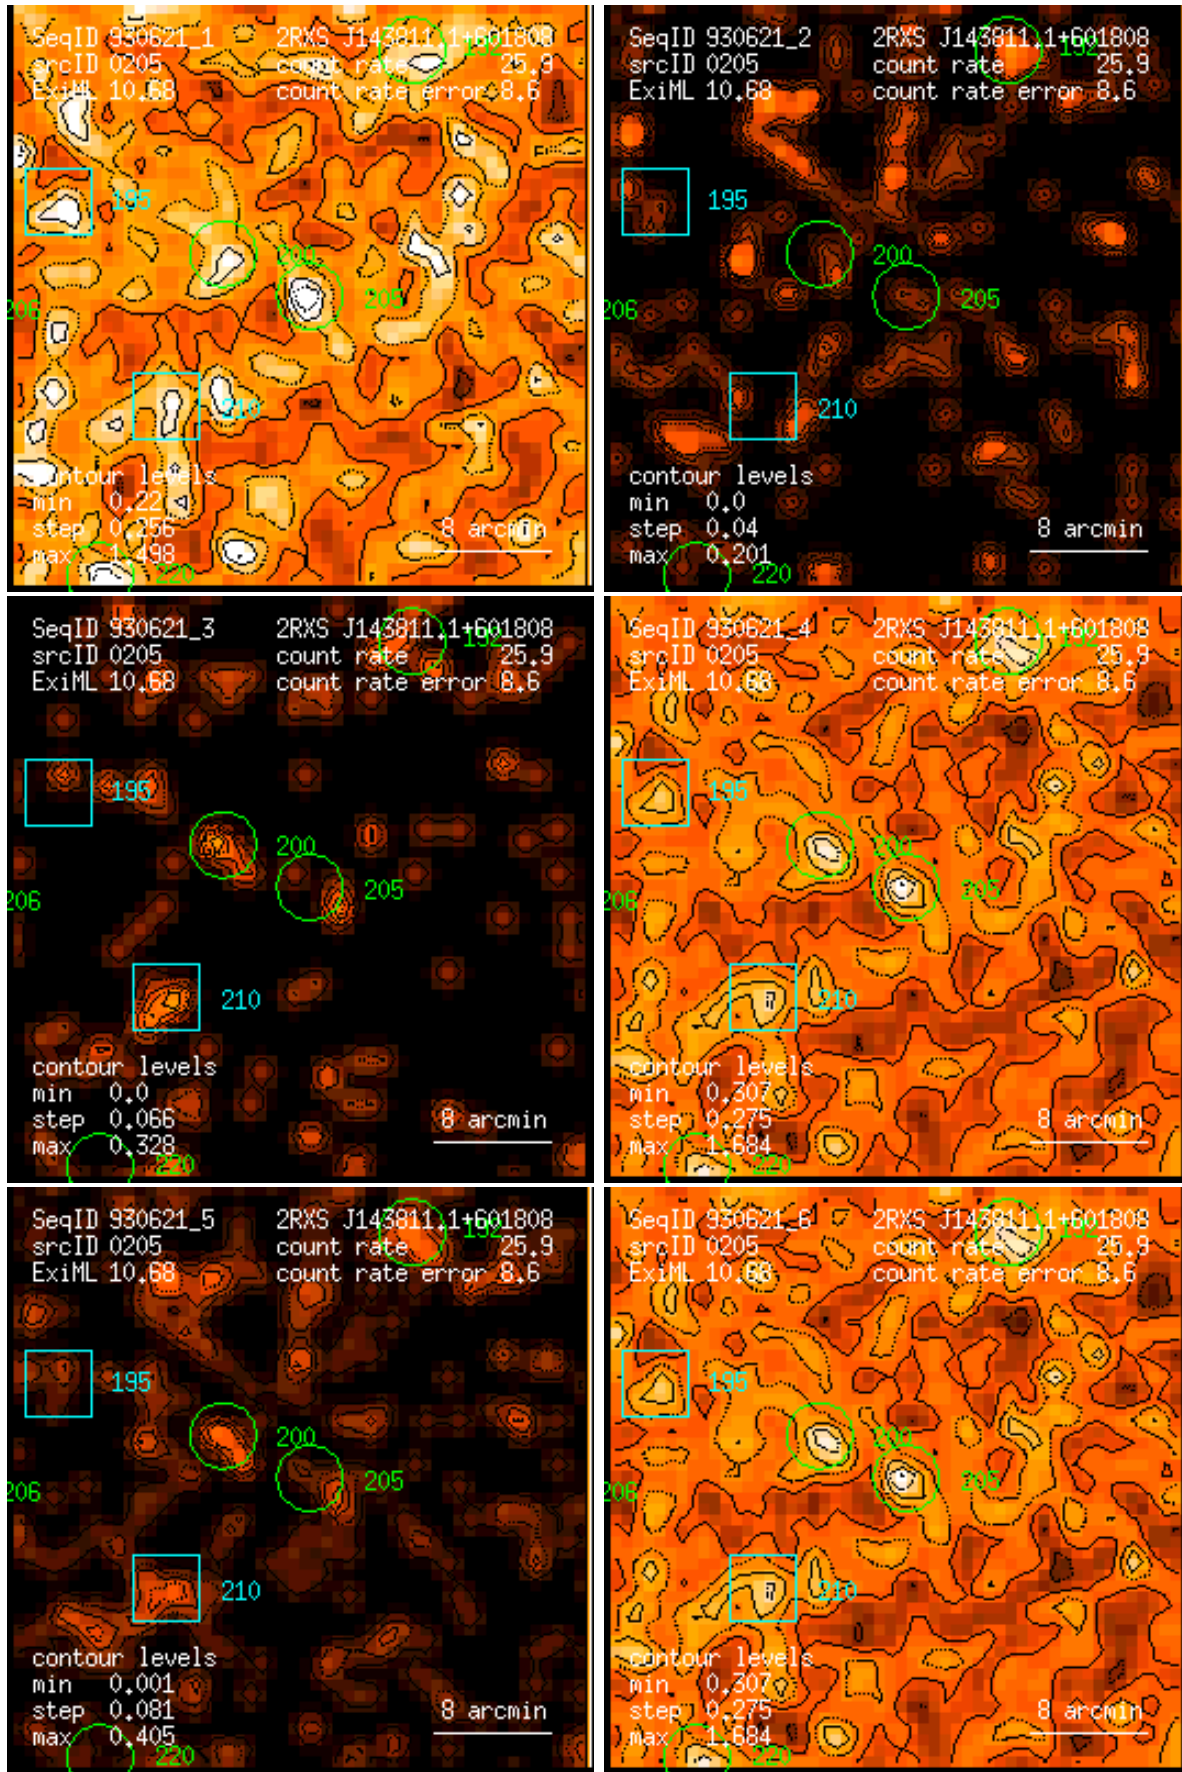 SeqID 930621_1 2RXS J143811.1+601808
192
srcID 0205 count rate 25.9
ExiML 10.68 count rate error 8.6
195
200
206 205
210
contour levels
min 0.22
step 0.256 8 arcmin
max 1.498
220
SeqID 930621_2 2RXS J143811.1+601808
192
srcID 0205 count rate 25.9
ExiML 10.68 count rate error 8.6
195
200
206 205
210
contour levels
min 0.0
step 0.04 8 arcmin
max 0.201
220
SeqID 930621_3 2RXS J143811.1+601808
192
srcID 0205 count rate 25.9
ExiML 10.68 count rate error 8.6
195
200
206 205
210
contour levels
min 0.0
step 0.066 8 arcmin
max 0.328
220
SeqID 930621_4 2RXS J143811.1+601808
192
srcID 0205 count rate 25.9
ExiML 10.68 count rate error 8.6
195
200
206 205
210
contour levels
min 0.307
step 0.275 8 arcmin
max 1.684
220
SeqID 930621_5 2RXS J143811.1+601808
192
srcID 0205 count rate 25.9
ExiML 10.68 count rate error 8.6
195
200
206 205
210
contour levels
min 0.001
step 0.081 8 arcmin
max 0.405
220
SeqID 930621_6 2RXS J143811.1+601808
192
srcID 0205 count rate 25.9
ExiML 10.68 count rate error 8.6
195
200
206 205
210
contour levels
min 0.307
step 0.275 8 arcmin
max 1.684
220